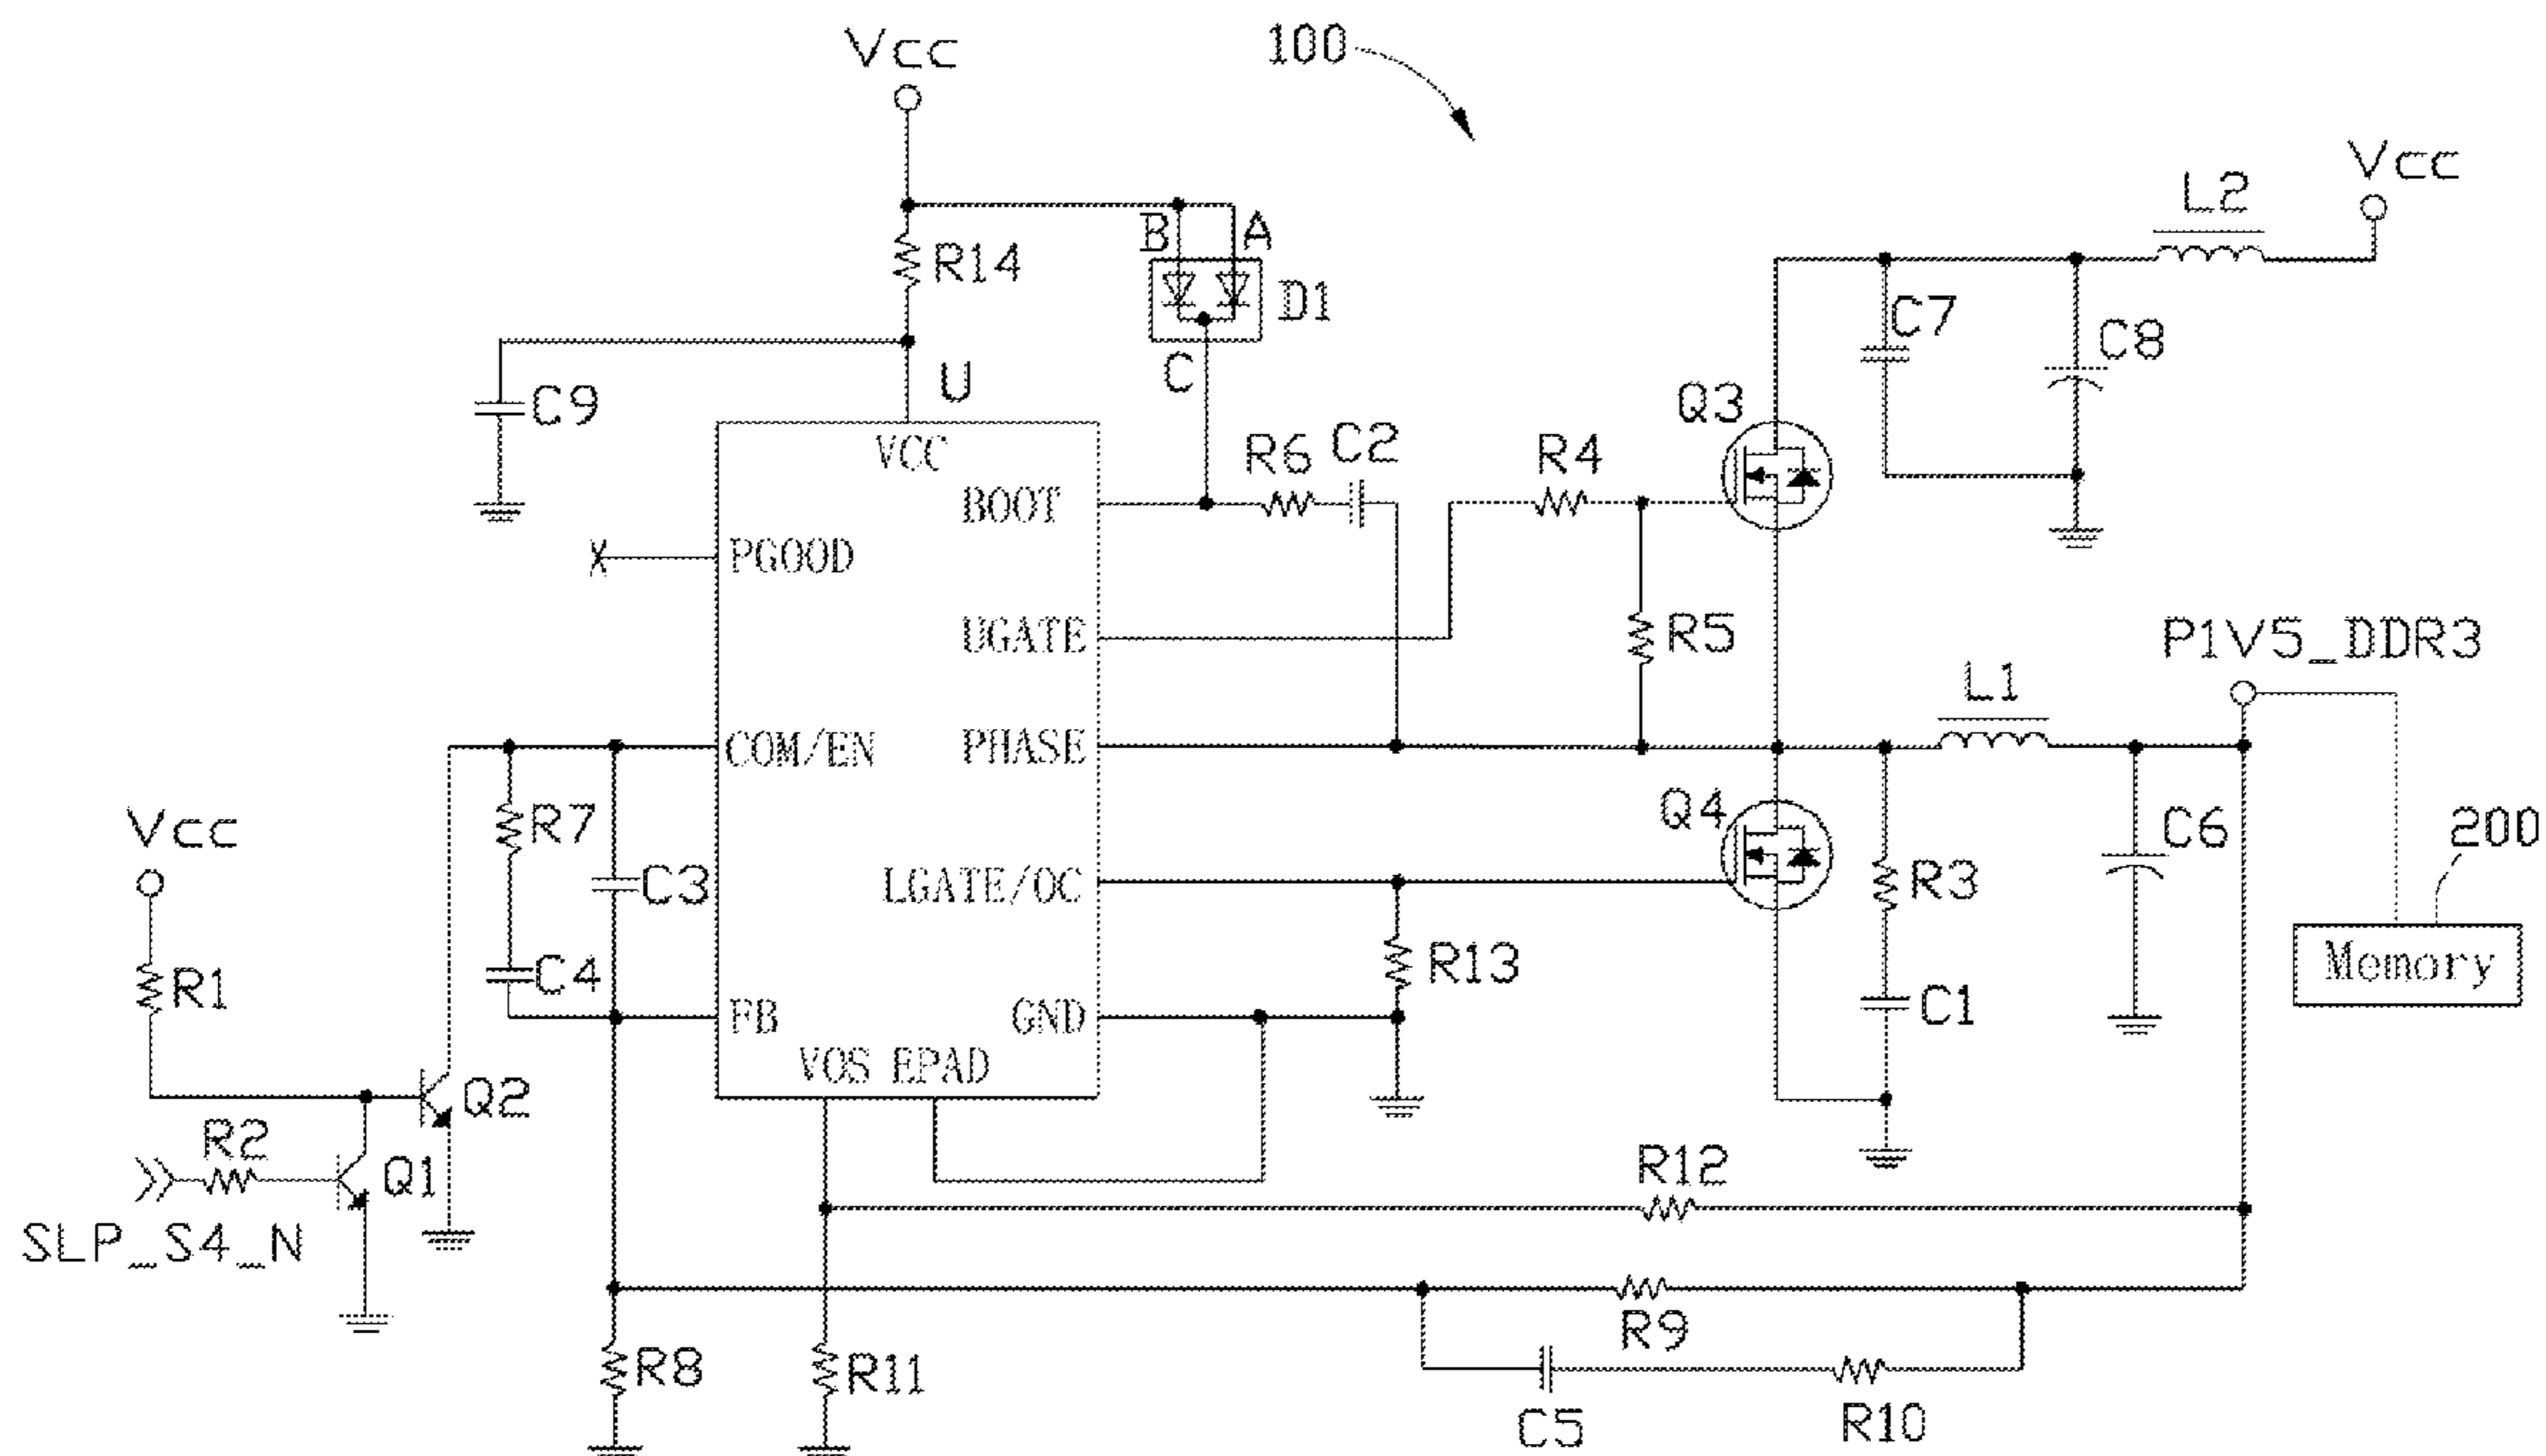 Vcc
100
Vcc
L2
B
A
R14
D1
C7
C8
C
U
C9
Q3
VCC
R6
C2
R4
BOOT
PGOOD
UGATE
R5
P1V5_DDR3
L1
COM/EN
PHASE
Q4
Vcc
R7
C6
200
C3
LGATE/OC
R3
R1
C4
R13
C1
Memory
FB
GND
VOS EPAD
Q2
R2
Q1
R12
SLP_S4_N
R9
R8
R11
C5
R10